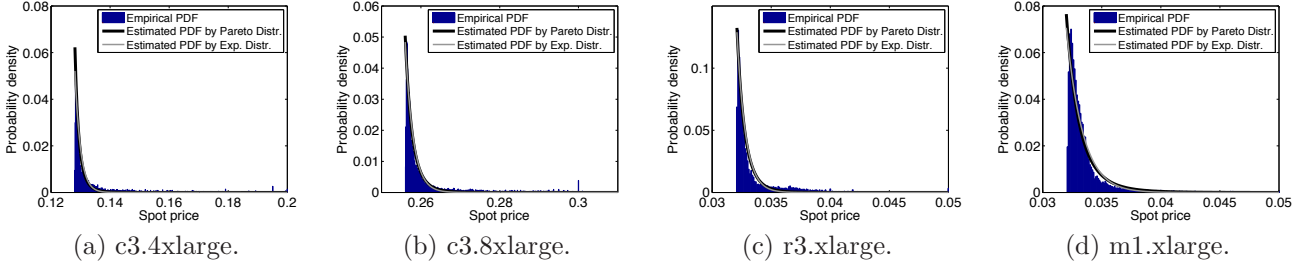 Empirical PDF
Estimated PDF by Pareto Distr.
Estimated PDF by Exp. Distr.
Probability density
0.08
0.06
0.04
0.02
0
0.12 0.14 0.16 0.18 0.2
Spot price
(a) c3.4xlarge.
Empirical PDF
Estimated PDF by Pareto Distr.
Estimated PDF by Exp. Distr.
Probability density
0.06
0.05
0.04
0.03
0.02
0.01
0
0.26 0.28 0.3
Spot price
(b) c3.8xlarge.
Empirical PDF
Estimated PDF by Pareto Distr.
Estimated PDF by Exp. Distr.
Probability density
0.1
0.05
0
0.03 0.035 0.04 0.045 0.05
Spot price
(c) r3.xlarge.
Empirical PDF
Estimated PDF by Pareto Distr.
Estimated PDF by Exp. Distr.
Probability density
0.08
0.06
0.04
0.02
0
0.03 0.035 0.04 0.045 0.05
Spot price
(d) m1.xlarge.